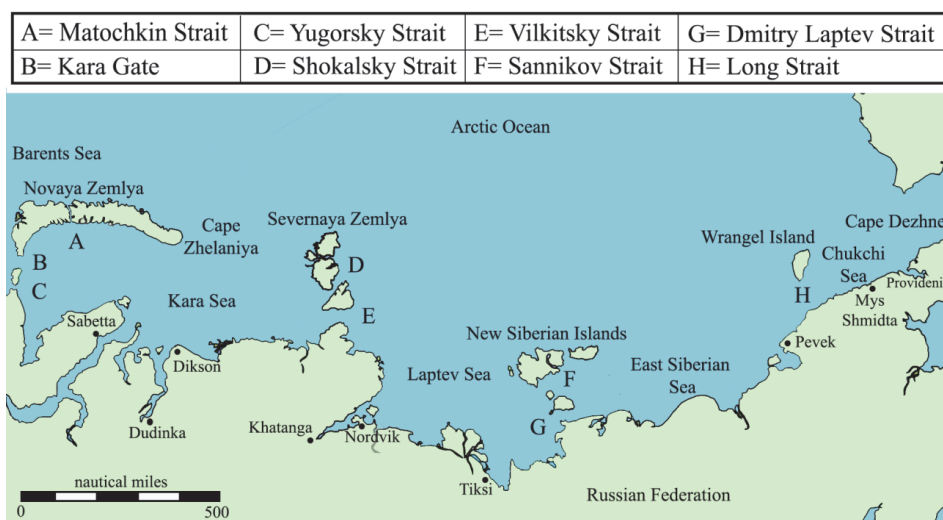 A= Matochkin Strait C= Yugorsky Strait E= Vilkitsky Strait G= Dmitry Laptev Strait
B= Kara Gate D= Shokalsky Strait F= Sannikov Strait H= Long Strait
Arctic Ocean
Barents Sea
Novaya Zemlya
Cape
Zhelaniya
Severnaya Zemlya
Wrangel Island
Cape Dezhne
Chukchi
Sea
A
B
C
D
E
F
G
H
Kara Sea
Sabetta
Dikson
Dudinka
Khatanga
Nordvik
Laptev Sea
New Siberian Islands
East Siberian
Sea
Pevek
Mys
Shmidta
Provideni
Tiksi
Russian Federation
nautical miles
0 500